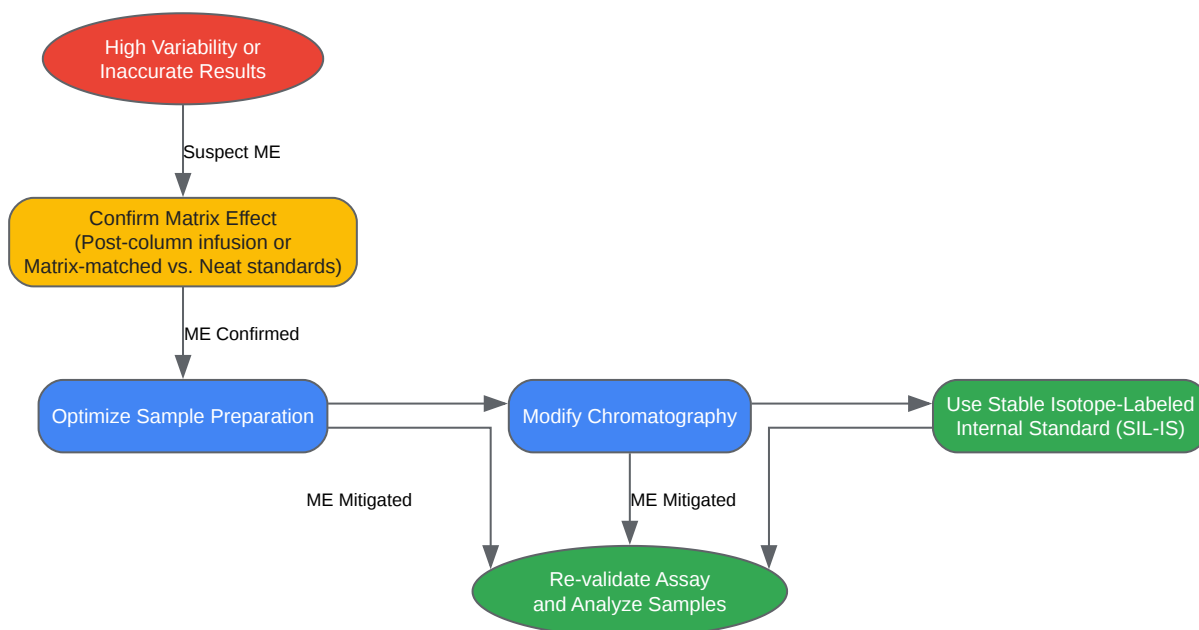 High Variability or
Inaccurate Results
Suspect ME
Confirm Matrix Effect
(Post-column infusion or
Matrix-matched vs. Neat standards)
ME Confirmed
Optimize Sample Preparation
Modify Chromatography
Use Stable Isotope-Labeled
Internal Standard (SIL-IS)
ME Mitigated
ME Mitigated
Re-validate Assay
and Analyze Samples